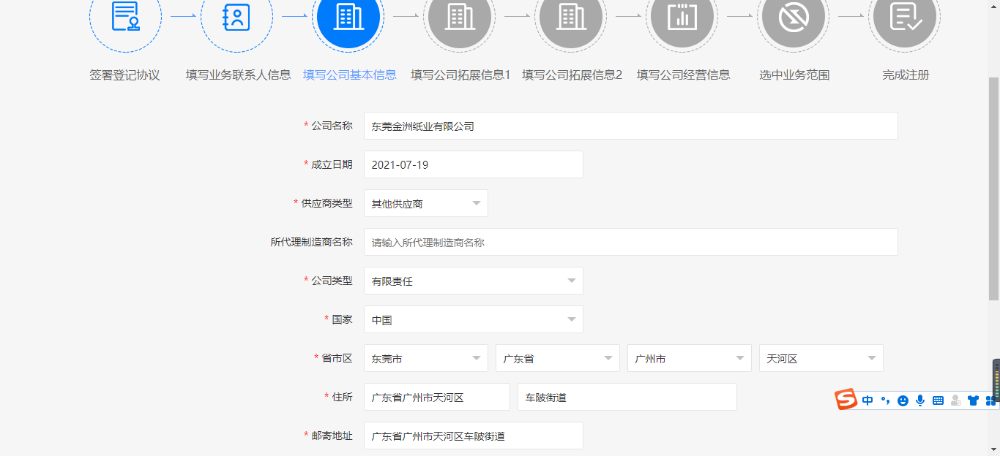 签署登记协议 填写业务联系人信息 填写公司基本信息 填写公司拓展信息1 填写公司拓展信息2 填写公司经营信息 选中业务范围 完成注册
* 公司名称 东莞金洲纸业有限公司
* 成立日期 2021-07-19
* 供应商类型 其他供应商
所代理制造商名称 请输入所代理制造商名称
* 公司类型 有限责任
* 国家 中国
* 省市区 东莞市 广东省 广州市 天河区
* 住所 广东省广州市天河区 车陂街道
S 中
* 邮寄地址 广东省广州市天河区车陂街道